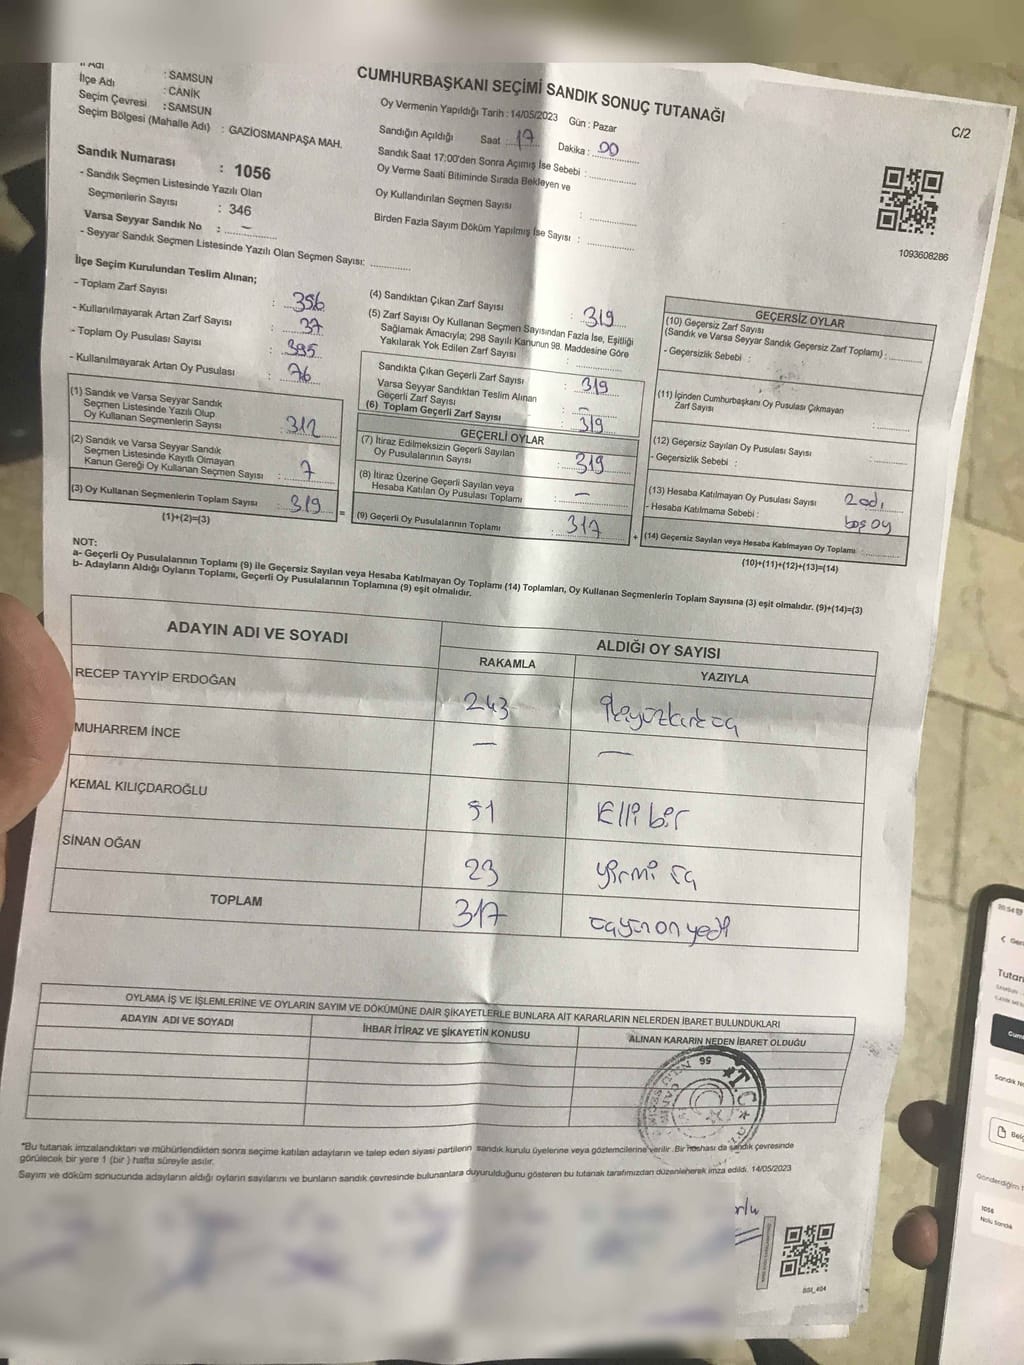 İl Adı
: SAMSUN
İlçe Adı
: CANİK
Seçim Çevresi : SAMSUN
Seçim Bölgesi (Mahalle Adı) : GAZİOSMANPAŞA MAH.
Sandık Numarası : 1056
- Sandık Seçmen Listesinde Yazılı Olan
Seçmenlerin Sayısı : 346
Varsa Seyyar Sandık No : —
- Seyyar Sandık Seçmen Listesinde Yazılı Olan Seçmen Sayısı: ............
CUMHURBAŞKANI SEÇİMİ SANDIK SONUÇ TUTANAĞI
C/2
Oy Vermenin Yapıldığı Tarih : 14/05/2023 Gün : Pazar
Sandığın Açıldığı Saat : 17 Dakika : 00
Sandık Saat 17:00'den Sonra Açımış İse Sebebi : ............
Oy Verme Saati Bitiminde Sırada Bekleyen ve
Oy Kullandırılan Seçmen Sayısı : ............
Birden Fazla Sayım Döküm Yapılmış İse Sayısı : ............
1093608286
İlçe Seçim Kurulundan Teslim Alınan;
- Toplam Zarf Sayısı : 356
- Kullanılmayarak Artan Zarf Sayısı : 37
- Toplam Oy Pusulası Sayısı : 395
- Kullanılmayarak Artan Oy Pusulası : 76
(1) Sandık ve Varsa Seyyar Sandık
Seçmen Listesinde Yazılı Olup
Oy Kullanan Seçmenlerin Sayısı : 312
(2) Sandık ve Varsa Seyyar Sandık
Seçmen Listesinde Kayıtlı Olmayan
Kanun Gereği Oy Kullanan Seçmen Sayısı : 7
(3) Oy Kullanan Seçmenlerin Toplam Sayısı : 319
(1)+(2)=(3)
=
(4) Sandıktan Çıkan Zarf Sayısı : 319
(5) Zarf Sayısı Oy Kullanan Seçmen Sayısından Fazla İse, Eşitliği
Sağlamak Amacıyla; 298 Sayılı Kanunun 98. Maddesine Göre
Yakılarak Yok Edilen Zarf Sayısı : ............
Sandıkta Çıkan Geçerli Zarf Sayısı : 319
Varsa Seyyar Sandıktan Teslim Alınan
Geçerli Zarf Sayısı : —
(6) Toplam Geçerli Zarf Sayısı : 319
GEÇERLİ OYLAR
(7) İtiraz Edilmeksizin Geçerli Sayılan
Oy Pusulalarının Sayısı : 319
(8) İtiraz Üzerine Geçerli Sayılan veya
Hesaba Katılan Oy Pusulası Toplamı : —
(9) Geçerli Oy Pusulalarının Toplamı : 317
+
GEÇERSİZ OYLAR
(10) Geçersiz Zarf Sayısı
(Sandık ve Varsa Seyyar Sandık Geçersiz Zarf Toplamı) : ............
- Geçersizlik Sebebi :
(11) İçinden Cumhurbaşkanı Oy Pusulası Çıkmayan
Zarf Sayısı : ............
(12) Geçersiz Sayılan Oy Pusulası Sayısı : ............
- Geçersizlik Sebebi :
(13) Hesaba Katılmayan Oy Pusulası Sayısı
- Hesaba Katılmama Sebebi : boş oy
(14) Geçersiz Sayılan veya Hesaba Katılmayan Oy Toplamı : ............
(10)+(11)+(12)+(13)=(14)
NOT:
a- Geçerli Oy Pusulalarının Toplamı (9) ile Geçersiz Sayılan veya Hesaba Katılmayan Oy Toplamı (14) Toplamları, Oy Kullanan Seçmenlerin Toplam Sayısına (3) eşit olmalıdır. (9)+(14)=(3)
b- Adayların Aldığı Oyların Toplamı, Geçerli Oy Pusulalarının Toplamına (9) eşit olmalıdır.
ADAYIN ADI VE SOYADI
ALDIĞI OY SAYISI
RAKAMLA YAZIYLA
RECEP TAYYİP ERDOĞAN 243
MUHARREM İNCE — —
KEMAL KILIÇDAROĞLU 51 Elli bir
SİNAN OĞAN 23 yirmi üç
TOPLAM 317 üçyüz on yedi
OYLAMA İŞ VE İŞLEMLERİNE VE OYLARIN SAYIM VE DÖKÜMÜNE DAİR ŞİKAYETLERLE BUNLARA AİT KARARLARIN NELERDEN İBARET BULUNDUKLARI
ADAYIN ADI VE SOYADI
İHBAR İTİRAZ VE ŞİKAYETİN KONUSU
ALINAN KARARIN NEDEN İBARET OLDUĞU
T.C
*Bu tutanak imzalandıktan ve mühürlendikten sonra seçime katılan adayların ve talep eden siyasi partilerin sandık kurulu üyelerine veya gözlemcilerine verilir. Bir nüshası da sandık çevresinde
görülecek bir yere 1 (bir ) hafta süreyle asılır.
Sayım ve döküm sonucunda adayların aldığı oyların sayılarını ve bunların sandık çevresinde bulunanlara duyurulduğunu gösteren bu tutanak tarafımızdan düzenlenerek imza edildi. 14/05/2023
BSI_404
20:54
Tutan
Sandık No
Gönderdiğim T
1056
Nolu Sandık